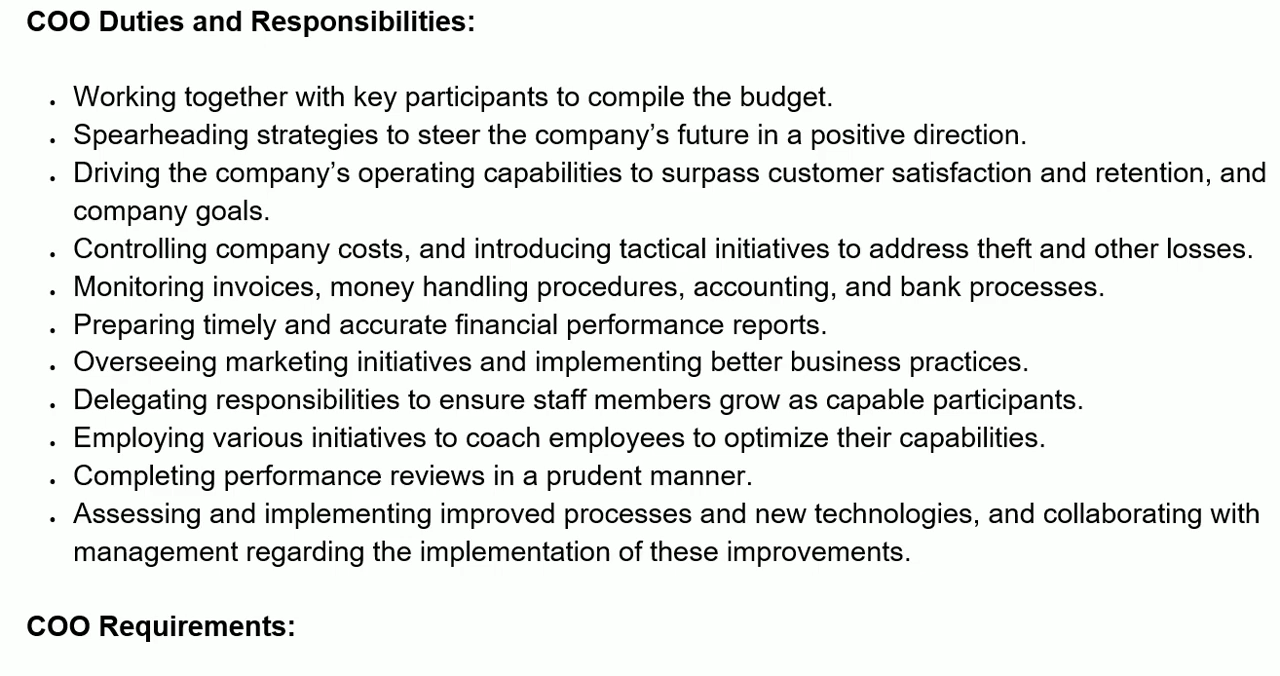 COO Duties and Responsibilities:
• Working together with key participants to compile the budget.
• Spearheading strategies to steer the company’s future in a positive direction.
• Driving the company’s operating capabilities to surpass customer satisfaction and retention, and
company goals.
• Controlling company costs, and introducing tactical initiatives to address theft and other losses.
• Monitoring invoices, money handling procedures, accounting, and bank processes.
• Preparing timely and accurate financial performance reports.
• Overseeing marketing initiatives and implementing better business practices.
• Delegating responsibilities to ensure staff members grow as capable participants.
• Employing various initiatives to coach employees to optimize their capabilities.
• Completing performance reviews in a prudent manner.
• Assessing and implementing improved processes and new technologies, and collaborating with
management regarding the implementation of these improvements.
COO Requirements: